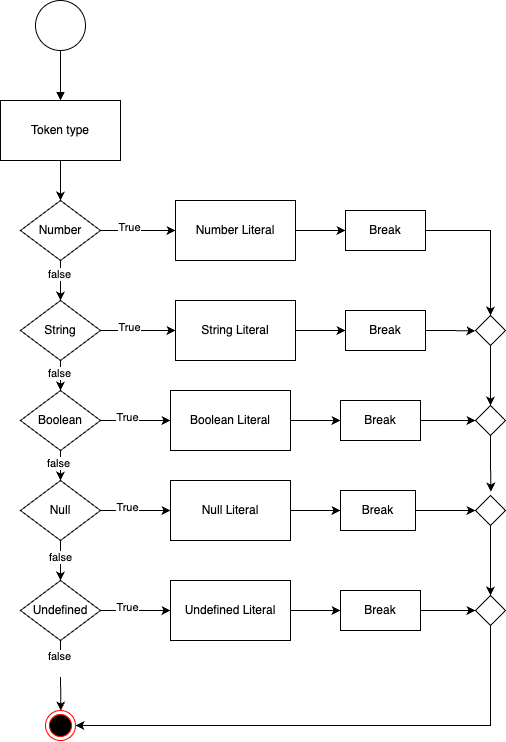 Token type
Number
True
Number Literal
Break
false
String
True
String Literal
Break
false
Boolean
True
Boolean Literal
Break
false
Null
True
Null Literal
Break
false
Undefined
True
Undefined Literal
Break
false